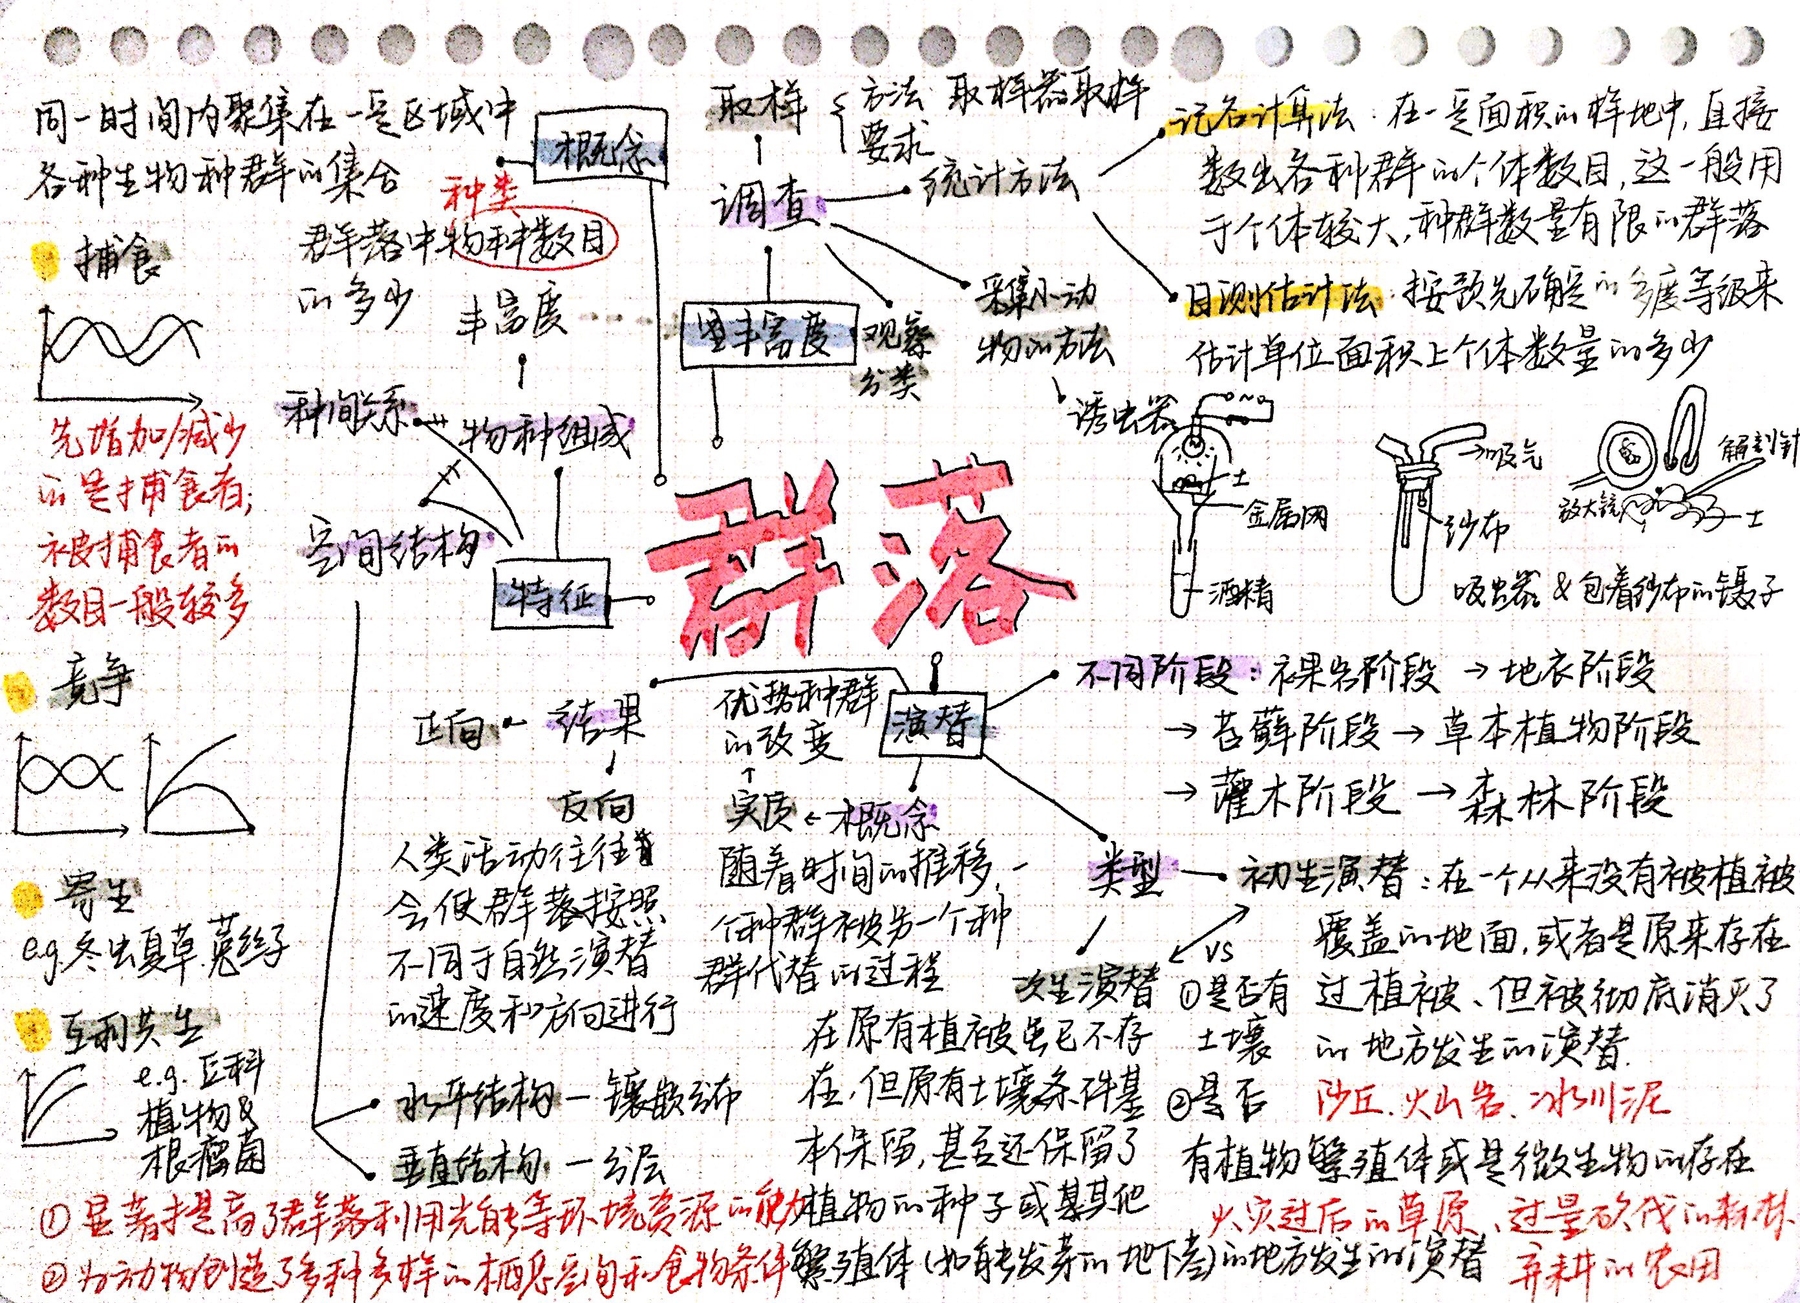 同一时间内聚集在一定区域中
各种生物种群的集合
概念
种类
群落中物种数目
的多少
丰富度
物种组成
种间关系
空间结构
特征
群落
取样
方法 取样器取样
要求
调查
统计方法
丰富度
观察
分类
采集小动
物的方法
诱虫器
记名计算法:在一定面积的样地中,直接
数出各种群的个体数目,这一般用
于个体较大,种群数量有限的群落
目测估计法:按预先确定的多度等级来
估计单位面积上个体数量的多少
土
金属网
酒精
吸气
纱布
放大镜
解剖针
土
吸虫器&包着纱布的镊子
捕食
先增加/减少
的是捕食者;
被捕食者的
数目一般较多
竞争
寄生
e.g.冬虫夏草.菟丝子
互利共生
e.g.豆科
植物&
根瘤菌
水平结构—镶嵌分布
垂直结构—分层
①显著提高了群落利用光能等环境资源的能力
②为动物创造了多种多样的栖息空间和食物条件
演替
结果
正向
反向
人类活动往往
会使群落按照
不同于自然演替
的速度和方向进行
优势种群
的改变
↑
实质←概念
随着时间的推移,一
个种群被另一个种
群代替的过程
不同阶段:裸岩阶段→地衣阶段
→苔藓阶段→草本植物阶段
→灌木阶段→森林阶段
类型
初生演替:在一个从来没有被植被
覆盖的地面,或者是原来存在
过植被、但被彻底消灭了
的地方发生的演替.
沙丘.火山岩.冰川泥
VS
①是否有
土壤
②是否
有植物繁殖体或是微生物的存在
次生演替
在原有植被虽已不存
在,但原有土壤条件基
本保留,甚至还保留了
植物的种子或其他
繁殖体(如能发芽的地下茎)的地方发生的演替
火灾过后的草原、过量砍伐的森林.
弃耕的农田